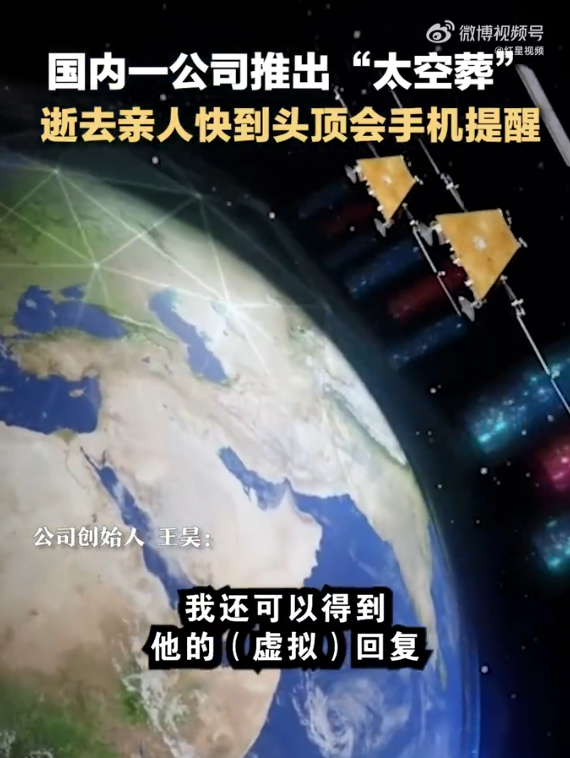 微博视频号
@红星视频
国内一公司推出“太空葬”
逝去亲人快到头顶会手机提醒
公司创始人 王昊：
我还可以得到
他的（虚拟）回复